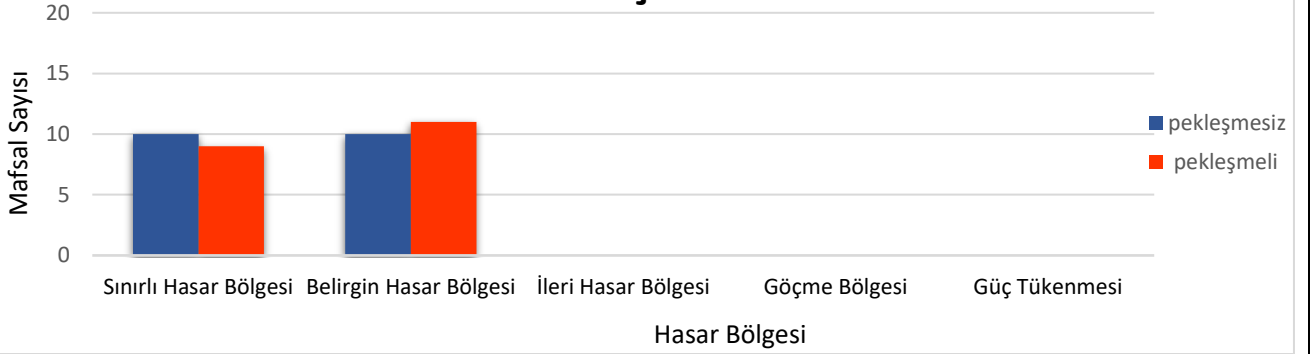 20
15
10
5
0
Mafsal Sayısı
Sınırlı Hasar Bölgesi Belirgin Hasar Bölgesi İleri Hasar Bölgesi Göçme Bölgesi Güç Tükenmesi
Hasar Bölgesi
pekleşmesiz
pekleşmeli